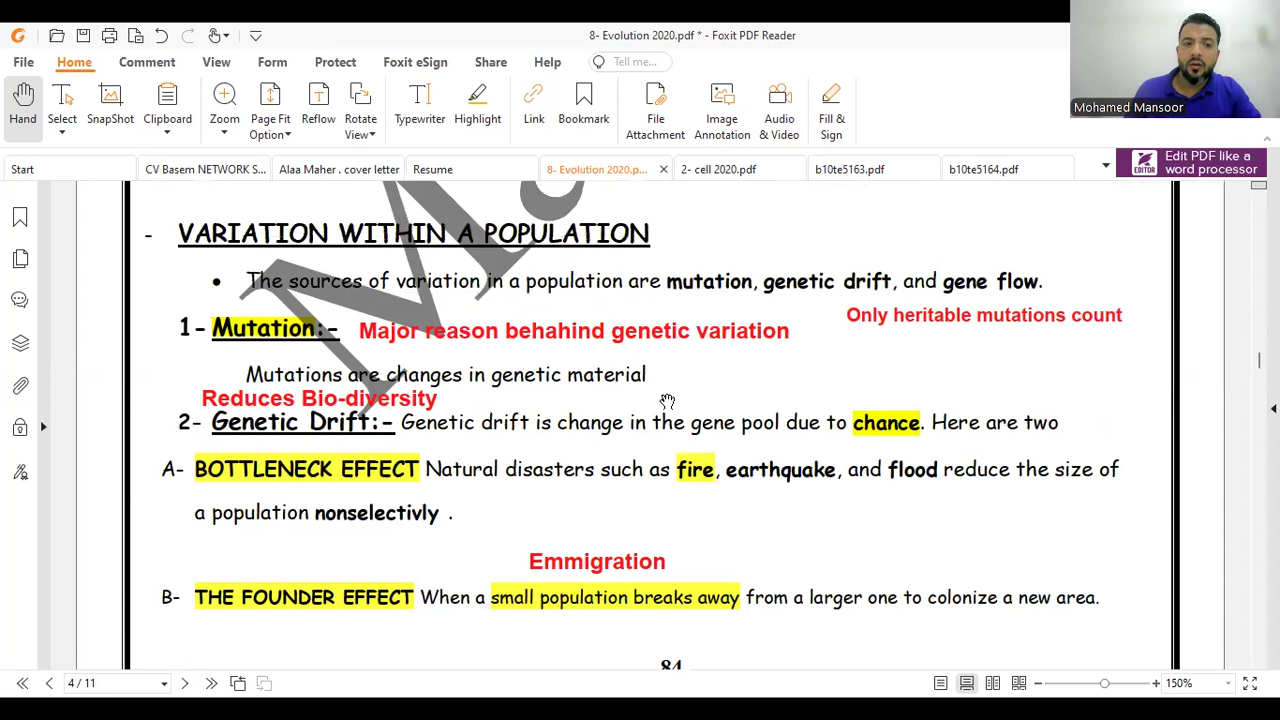 8- Evolution 2020.pdf * - Foxit PDF Reader
File Home Comment View Form Protect Foxit eSign Share Help Tell me...
Hand Select SnapShot Clipboard Zoom Page Fit Option Reflow Rotate View Typewriter Highlight Link Bookmark File Attachment Image Annotation Audio & Video Fill & Sign
Mohamed Mansoor
Start CV Basem NETWORK S... Alaa Maher . cover letter Resume 8- Evolution 2020.p... 2- cell 2020.pdf b10te5163.pdf b10te5164.pdf
EDITOR Edit PDF like a word processor
- VARIATION WITHIN A POPULATION
• The sources of variation in a population are mutation, genetic drift, and gene flow.
Only heritable mutations count
1- Mutation:- Major reason behahind genetic variation
Mutations are changes in genetic material
Reduces Bio-diversity
2- Genetic Drift:- Genetic drift is change in the gene pool due to chance. Here are two
A- BOTTLENECK EFFECT Natural disasters such as fire, earthquake, and flood reduce the size of
a population nonselectivly .
Emmigration
B- THE FOUNDER EFFECT When a small population breaks away from a larger one to colonize a new area.
84
4 / 11
150%